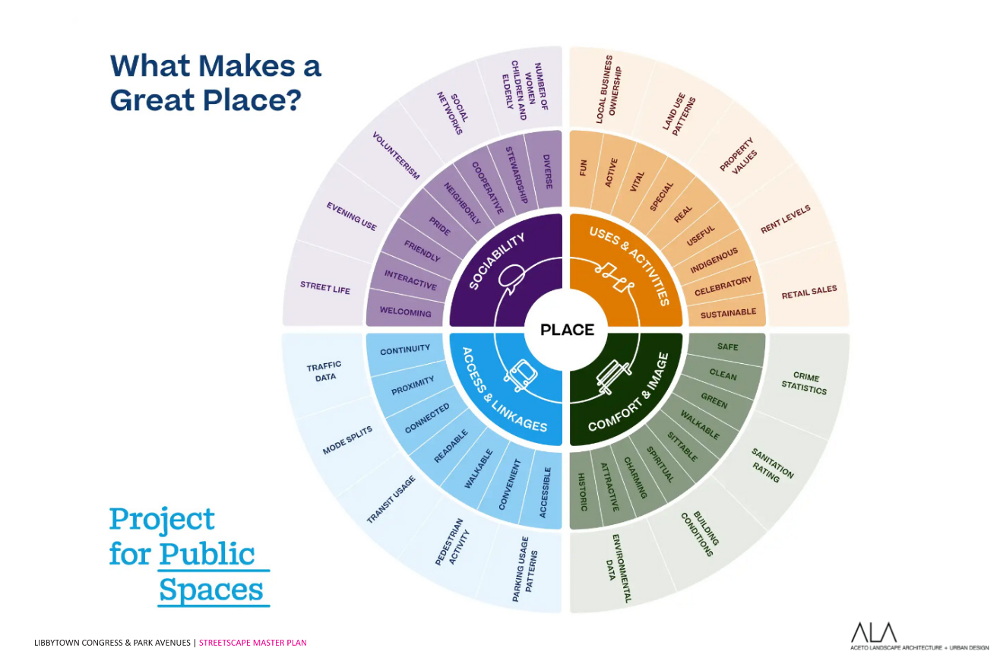 What Makes a
Great Place?
NUMBER OF
WOMEN
CHILDREN AND
ELDERLY
SOCIAL
NETWORKS
VOLUNTEERISM
EVENING USE
STREET LIFE
DIVERSE
STEWARDSHIP
COOPERATIVE
NEIGHBORLY
PRIDE
FRIENDLY
INTERACTIVE
WELCOMING
SOCIABILITY
LOCAL BUSINESS
OWNERSHIP
LAND USE
PATTERNS
PROPERTY
VALUES
RENT LEVELS
RETAIL SALES
FUN
ACTIVE
VITAL
SPECIAL
REAL
USEFUL
INDIGENOUS
CELEBRATORY
SUSTAINABLE
USES & ACTIVITIES
PLACE
TRAFFIC
DATA
MODE SPLITS
TRANSIT USAGE
PEDESTRIAN
ACTIVITY
PARKING USAGE
PATTERNS
CONTINUITY
PROXIMITY
CONNECTED
READABLE
WALKABLE
CONVENIENT
ACCESSIBLE
ACCESS & LINKAGES
CRIME
STATISTICS
SANITATION
RATING
BUILDING
CONDITIONS
ENVIRONMENTAL
DATA
SAFE
CLEAN
GREEN
WALKABLE
SITTABLE
SPIRITUAL
CHARMING
ATTRACTIVE
HISTORIC
COMFORT & IMAGE
Project
for Public
Spaces
LIBBYTOWN CONGRESS & PARK AVENUES | STREETSCAPE MASTER PLAN
ALA
ACETO LANDSCAPE ARCHITECTURE + URBAN DESIGN